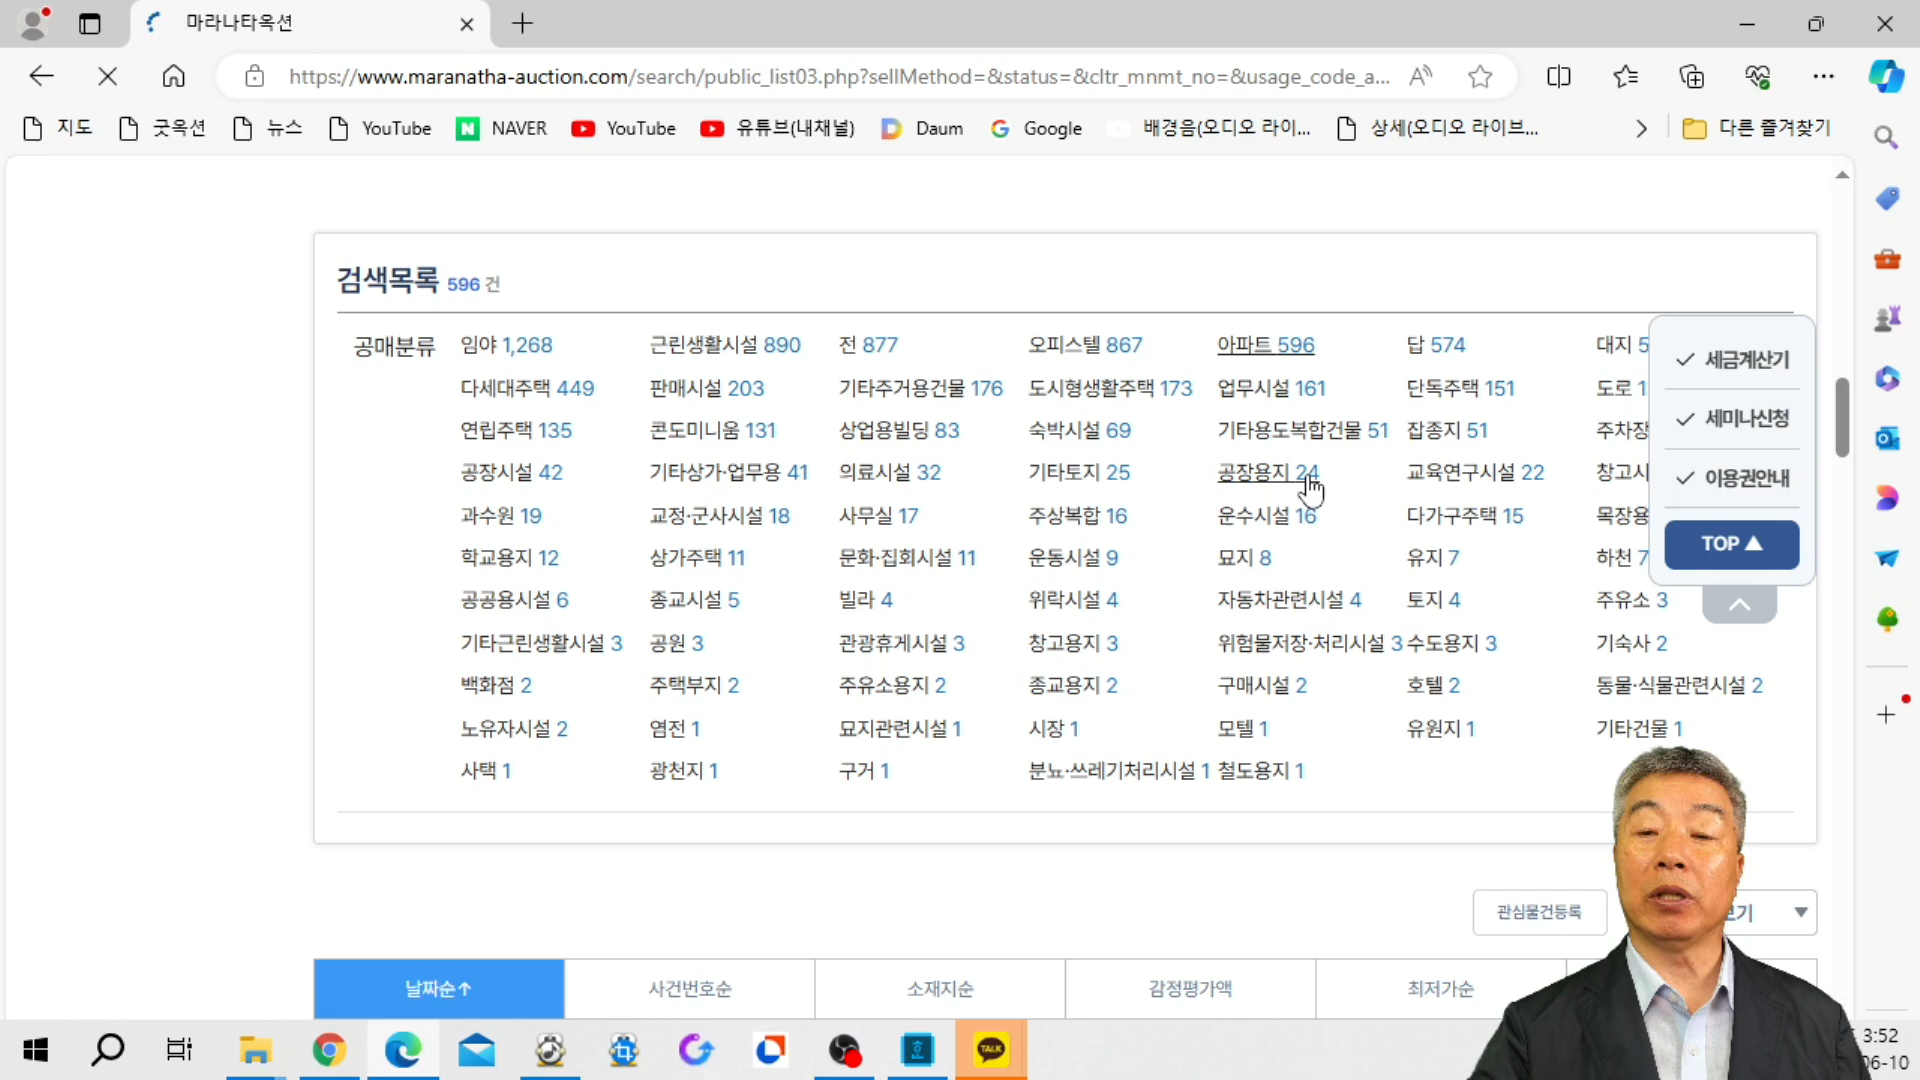 마라나타옥션
https://www.maranatha-auction.com/search/public_list03.php?sellMethod=&status=&cltr_mnmt_no=&usage_code_a...
지도 굿옥션 뉴스 YouTube NAVER YouTube 유튜브(내채널) Daum Google 배경음(오디오 라이... 상세(오디오 라이브... 다른 즐겨찾기
검색목록 596 건
공매분류 임야 1,268 근린생활시설 890 전 877 오피스텔 867 아파트 596 답 574 대지 5
다세대주택 449 판매시설 203 기타주거용건물 176 도시형생활주택 173 업무시설 161 단독주택 151 도로 1
연립주택 135 콘도미니움 131 상업용빌딩 83 숙박시설 69 기타용도복합건물 51 잡종지 51 주차장
공장시설 42 기타상가·업무용 41 의료시설 32 기타토지 25 공장용지 24 교육연구시설 22 창고시
과수원 19 교정·군사시설 18 사무실 17 주상복합 16 운수시설 16 다가구주택 15 목장용
학교용지 12 상가주택 11 문화·집회시설 11 운동시설 9 묘지 8 유지 7 하천 7
공공용시설 6 종교시설 5 빌라 4 위락시설 4 자동차관련시설 4 토지 4 주유소 3
기타근린생활시설 3 공원 3 관광휴게시설 3 창고용지 3 위험물저장·처리시설 3 수도용지 3 기숙사 2
백화점 2 주택부지 2 주유소용지 2 종교용지 2 구매시설 2 호텔 2 동물·식물관련시설 2
노유자시설 2 염전 1 묘지관련시설 1 시장 1 모텔 1 유원지 1 기타건물 1
사택 1 광천지 1 구거 1 분뇨·쓰레기처리시설 1 철도용지 1
세금계산기
세미나신청
이용권안내
TOP ▲
관심물건등록 기
날짜순↑ 사건번호순 소재지순 감정평가액 최저가순
TALK
3:52
06-10